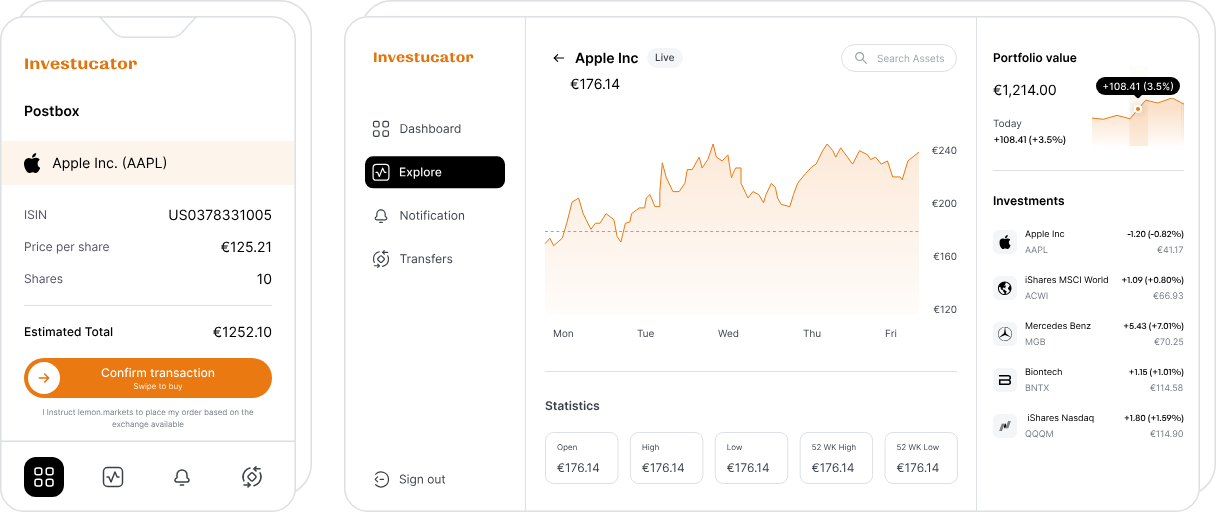 Investucator
Postbox
Apple Inc. (AAPL)
ISIN US0378331005
Price per share €125.21
Shares 10
Estimated Total €1252.10
Confirm transaction
Swipe to buy
I Instruct lemon.markets to place my order based on the
exchange available
Investucator
Dashboard
Explore
Notification
Transfers
Sign out
Apple Inc Live
€176.14
Search Assets
€240
€200
€160
€120
Mon Tue Wed Thu Fri
Statistics
Open High Low 52 WK High 52 WK Low
€176.14 €176.14 €176.14 €176.14 €176.14
Portfolio value
€1,214.00
+108.41 (3.5%)
Today
+108.41 (+3.5%)
Investments
Apple Inc -1.20 (-0.82%)
AAPL €41.17
iShares MSCI World +1.09 (+0.80%)
ACWI €66.93
Mercedes Benz +5.43 (+7.01%)
MGB €70.25
Biontech +1.15 (+1.01%)
BNTX €114.58
iShares Nasdaq +1.80 (+1.59%)
QQQM €114.90